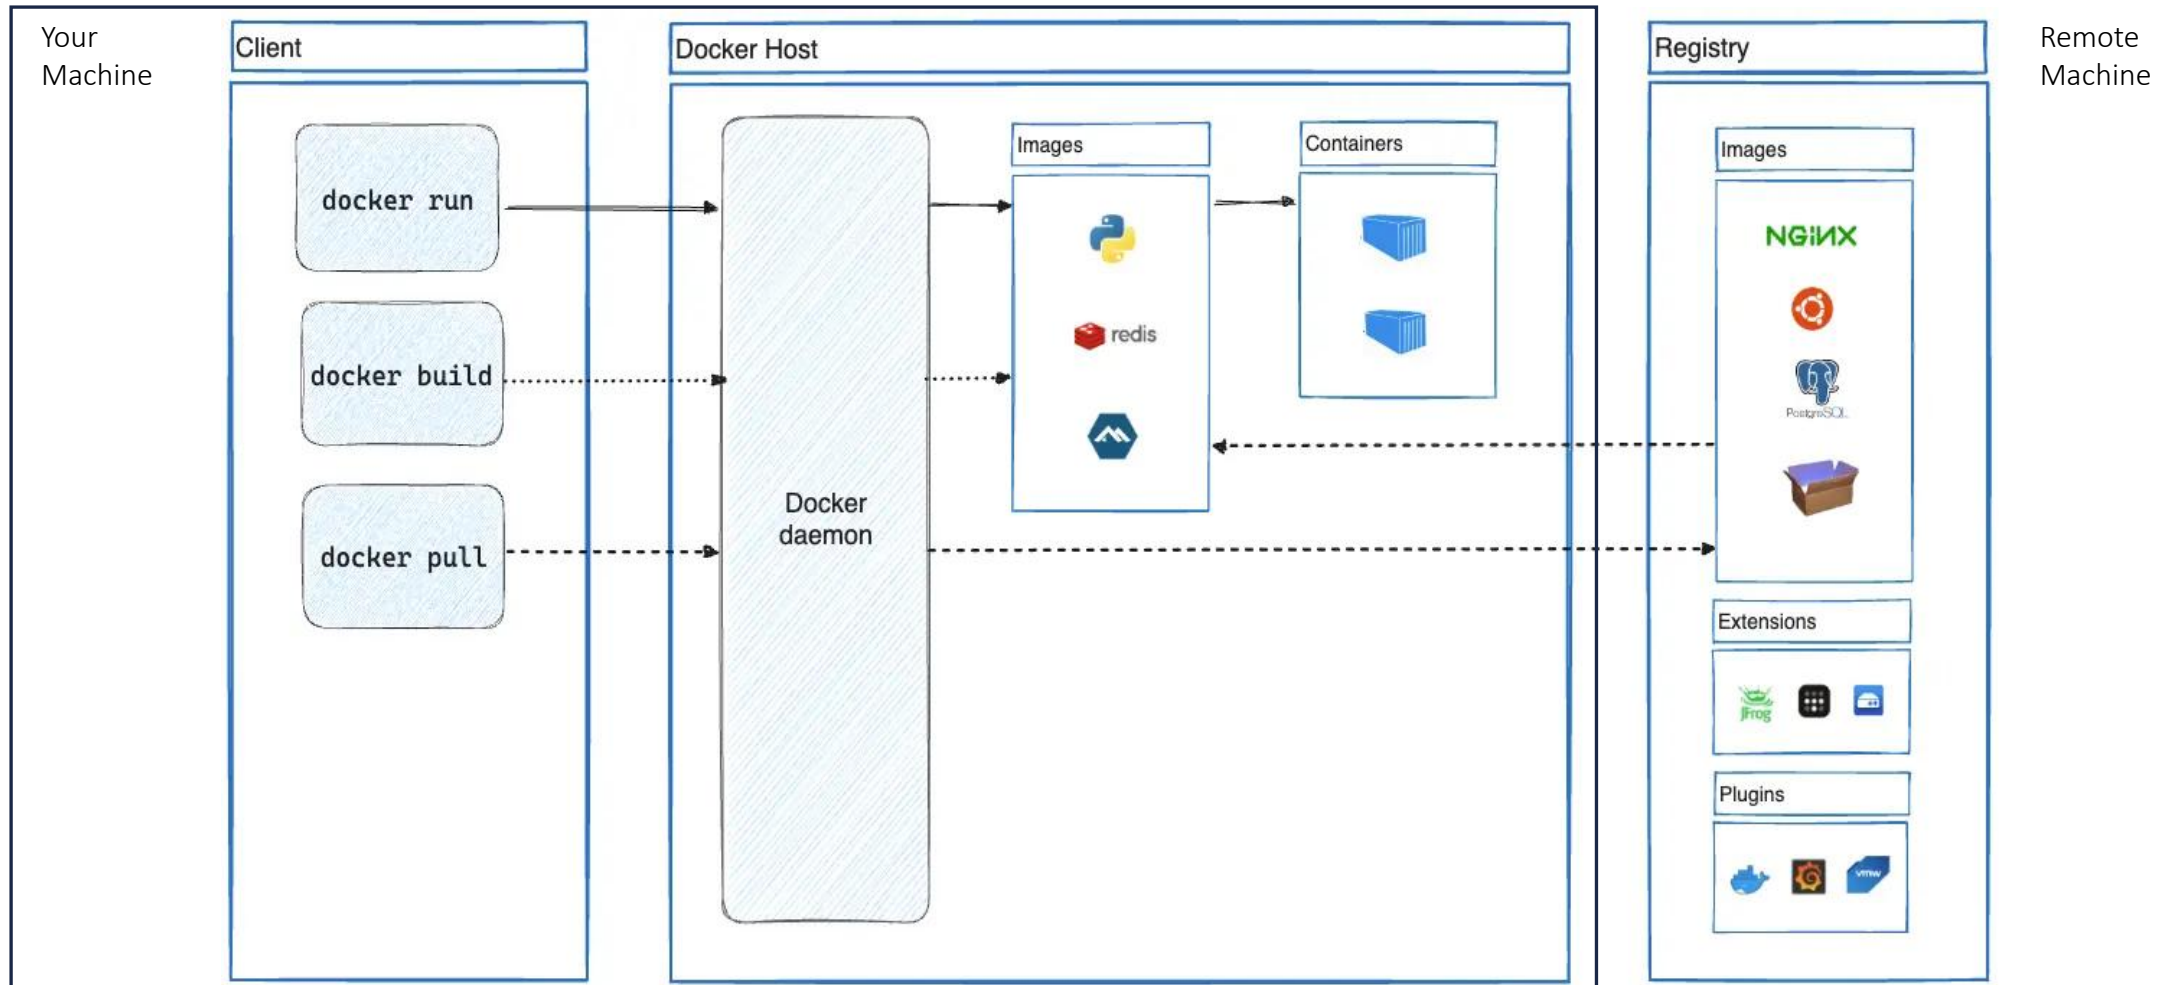 Your
Machine
Client
docker run
docker build
docker pull
Docker Host
Docker
daemon
Images
redis
Containers
Registry
Images
NGINX
PostgreSQL
Extensions
JFrog
Plugins
vmw
Remote
Machine